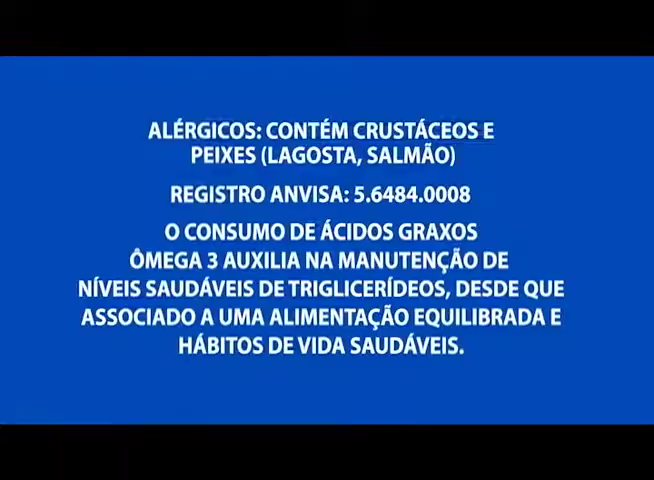 ALÉRGICOS: CONTÉM CRUSTÁCEOS E
PEIXES (LAGOSTA, SALMÃO)
REGISTRO ANVISA: 5.6484.0008
O CONSUMO DE ÁCIDOS GRAXOS
ÔMEGA 3 AUXILIA NA MANUTENÇÃO DE
NÍVEIS SAUDÁVEIS DE TRIGLICERÍDEOS, DESDE QUE
ASSOCIADO A UMA ALIMENTAÇÃO EQUILIBRADA E
HÁBITOS DE VIDA SAUDÁVEIS.